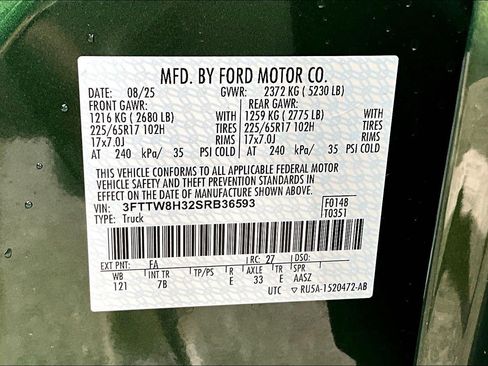 MFD. BY FORD MOTOR CO.
DATE: 08/25 GVWR: 2372 KG ( 5230 LB)
FRONT GAWR: REAR GAWR:
1216 KG ( 2680 LB) 1259 KG ( 2775 LB)
225/65R17 102H TIRES 225/65R17 102H TIRES
17x7.0J RIMS 17x7.0J RIMS
AT 240 kPa/ 35 PSI COLD AT 240 kPa/ 35 PSI COLD
THIS VEHICLE CONFORMS TO ALL APPLICABLE FEDERAL MOTOR
VEHICLE SAFETY AND THEFT PREVENTION STANDARDS IN
EFFECT ON THE DATE OF MANUFACTURE SHOWN ABOVE.
VIN: 3FTTW8H32SRB36593 F0148
TYPE: Truck T0351
EXT PNT: FA RC: 27 DSO:
WB INT TR TP/PS R AXLE E SPR
121 7B E 33 E AASZ
UTC ▽ RU5A-1520472-AB